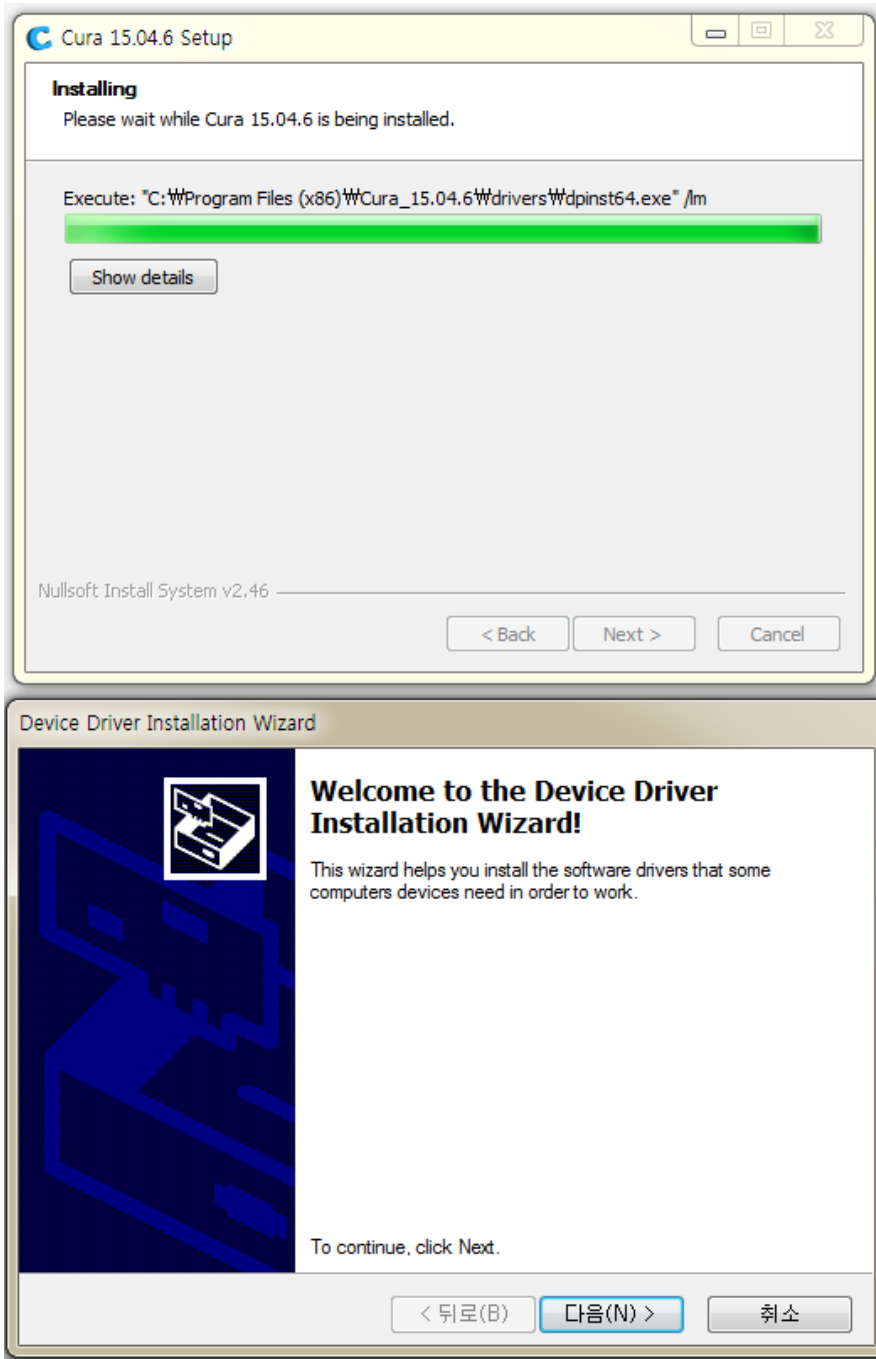 Cura 15.04.6 Setup
Installing
Please wait while Cura 15.04.6 is being installed.
Execute: "C:₩Program Files (x86)₩Cura_15.04.6₩drivers₩dpinst64.exe" /lm
Show details
Nullsoft Install System v2.46
< Back Next > Cancel
Device Driver Installation Wizard
Welcome to the Device Driver
Installation Wizard!
This wizard helps you install the software drivers that some
computers devices need in order to work.
To continue, click Next.
< 뒤로(B) 다음(N) > 취소